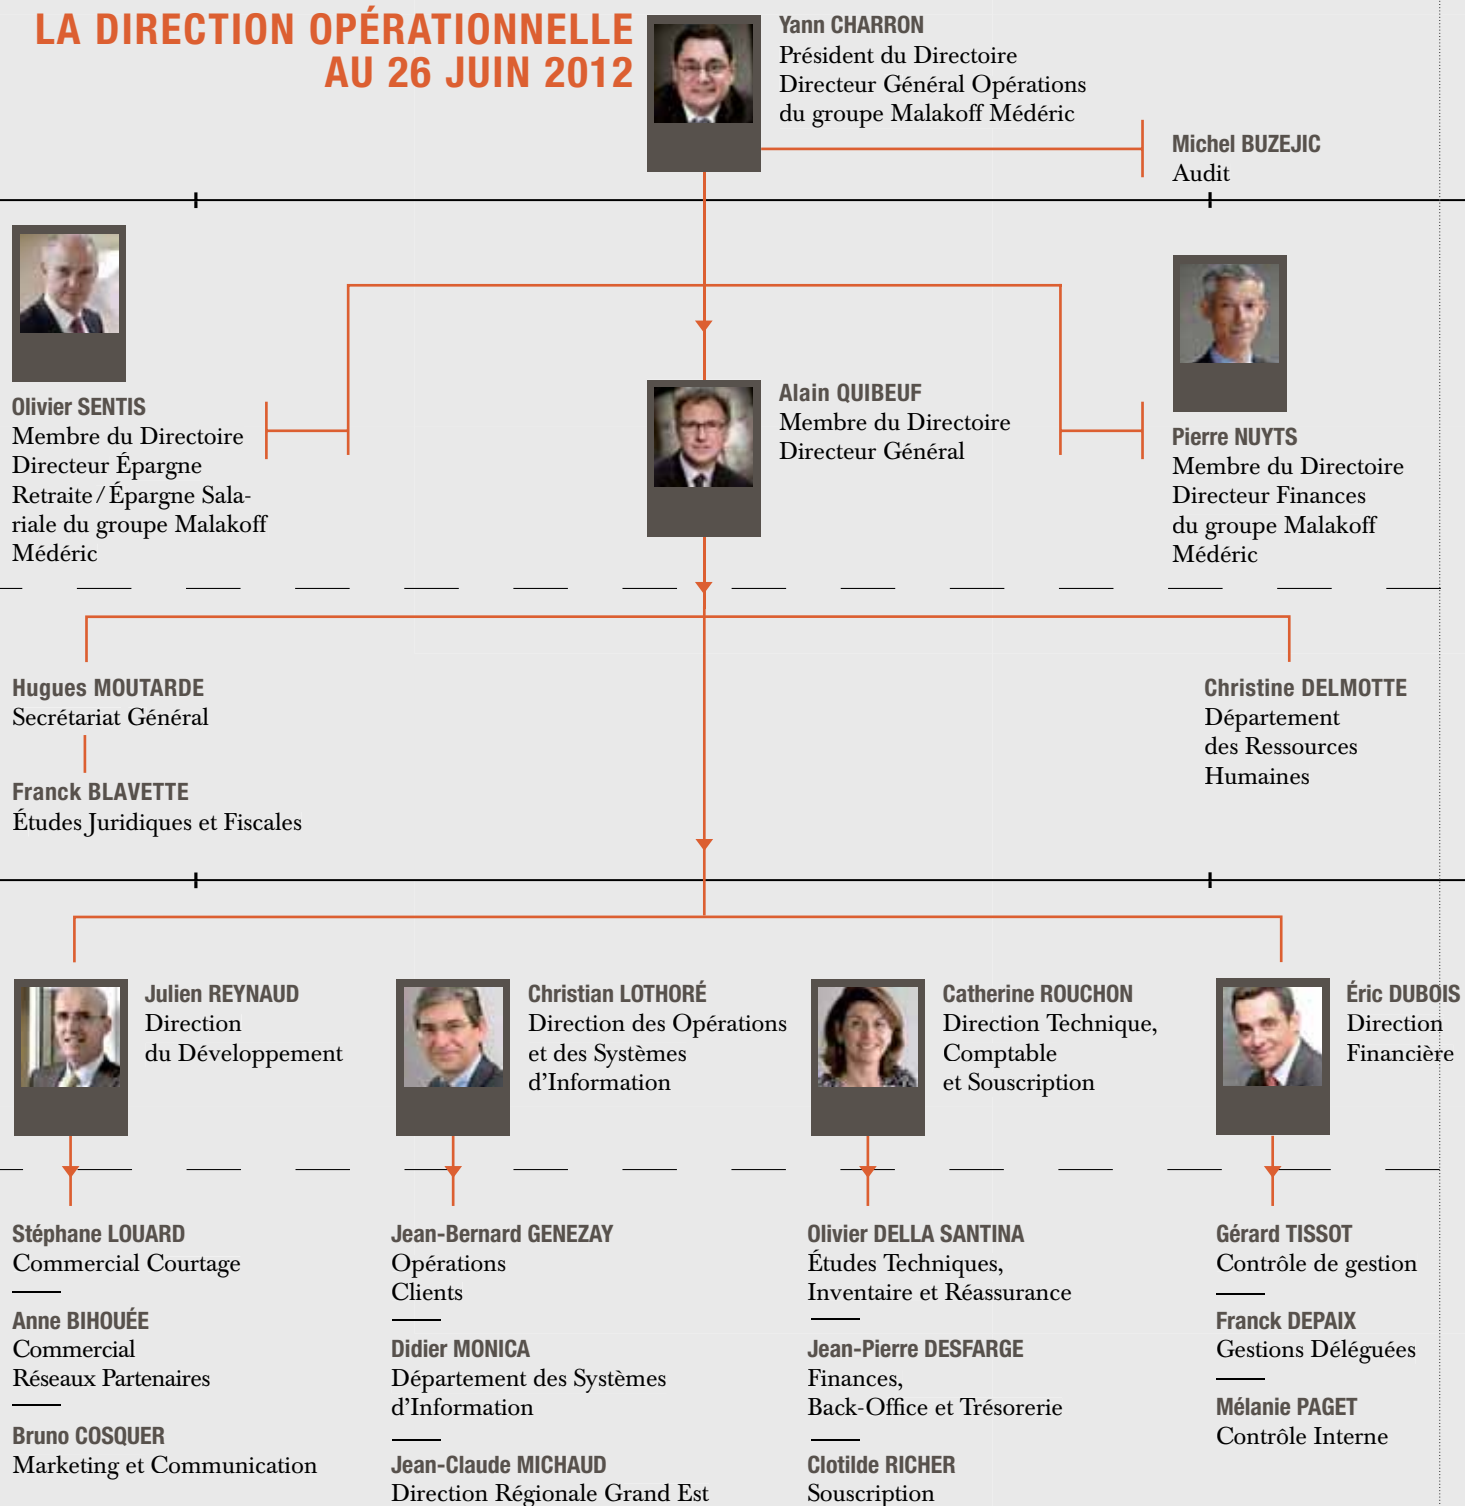 LA DIRECTION OPÉRATIONNELLE
AU 26 JUIN 2012
Yann CHARRON
Président du Directoire
Directeur Général Opérations
du groupe Malakoff Médéric
Michel BUZEJIC
Audit
Olivier SENTIS
Membre du Directoire
Directeur Épargne
Retraite/Épargne Sala-
riale du groupe Malakoff
Médéric
Alain QUIBEUF
Membre du Directoire
Directeur Général
Pierre NUYTS
Membre du Directoire
Directeur Finances
du groupe Malakoff
Médéric
Hugues MOUTARDE
Secrétariat Général
Franck BLAVETTE
Études Juridiques et Fiscales
Christine DELMOTTE
Département
des Ressources
Humaines
Julien REYNAUD
Direction
du Développement
Christian LOTHORÉ
Direction des Opérations
et des Systèmes
d’Information
Catherine ROUCHON
Direction Technique,
Comptable
et Souscription
Éric DUBOIS
Direction
Financière
Stéphane LOUARD
Commercial Courtage
Anne BIHOUÉE
Commercial
Réseaux Partenaires
Bruno COSQUER
Marketing et Communication
Jean-Bernard GENEZAY
Opérations
Clients
Didier MONICA
Département des Systèmes
d’Information
Jean-Claude MICHAUD
Direction Régionale Grand Est
Olivier DELLA SANTINA
Études Techniques,
Inventaire et Réassurance
Jean-Pierre DESFARGE
Finances,
Back-Office et Trésorerie
Clotilde RICHER
Souscription
Gérard TISSOT
Contrôle de gestion
Franck DEPAIX
Gestions Déléguées
Mélanie PAGET
Contrôle Interne